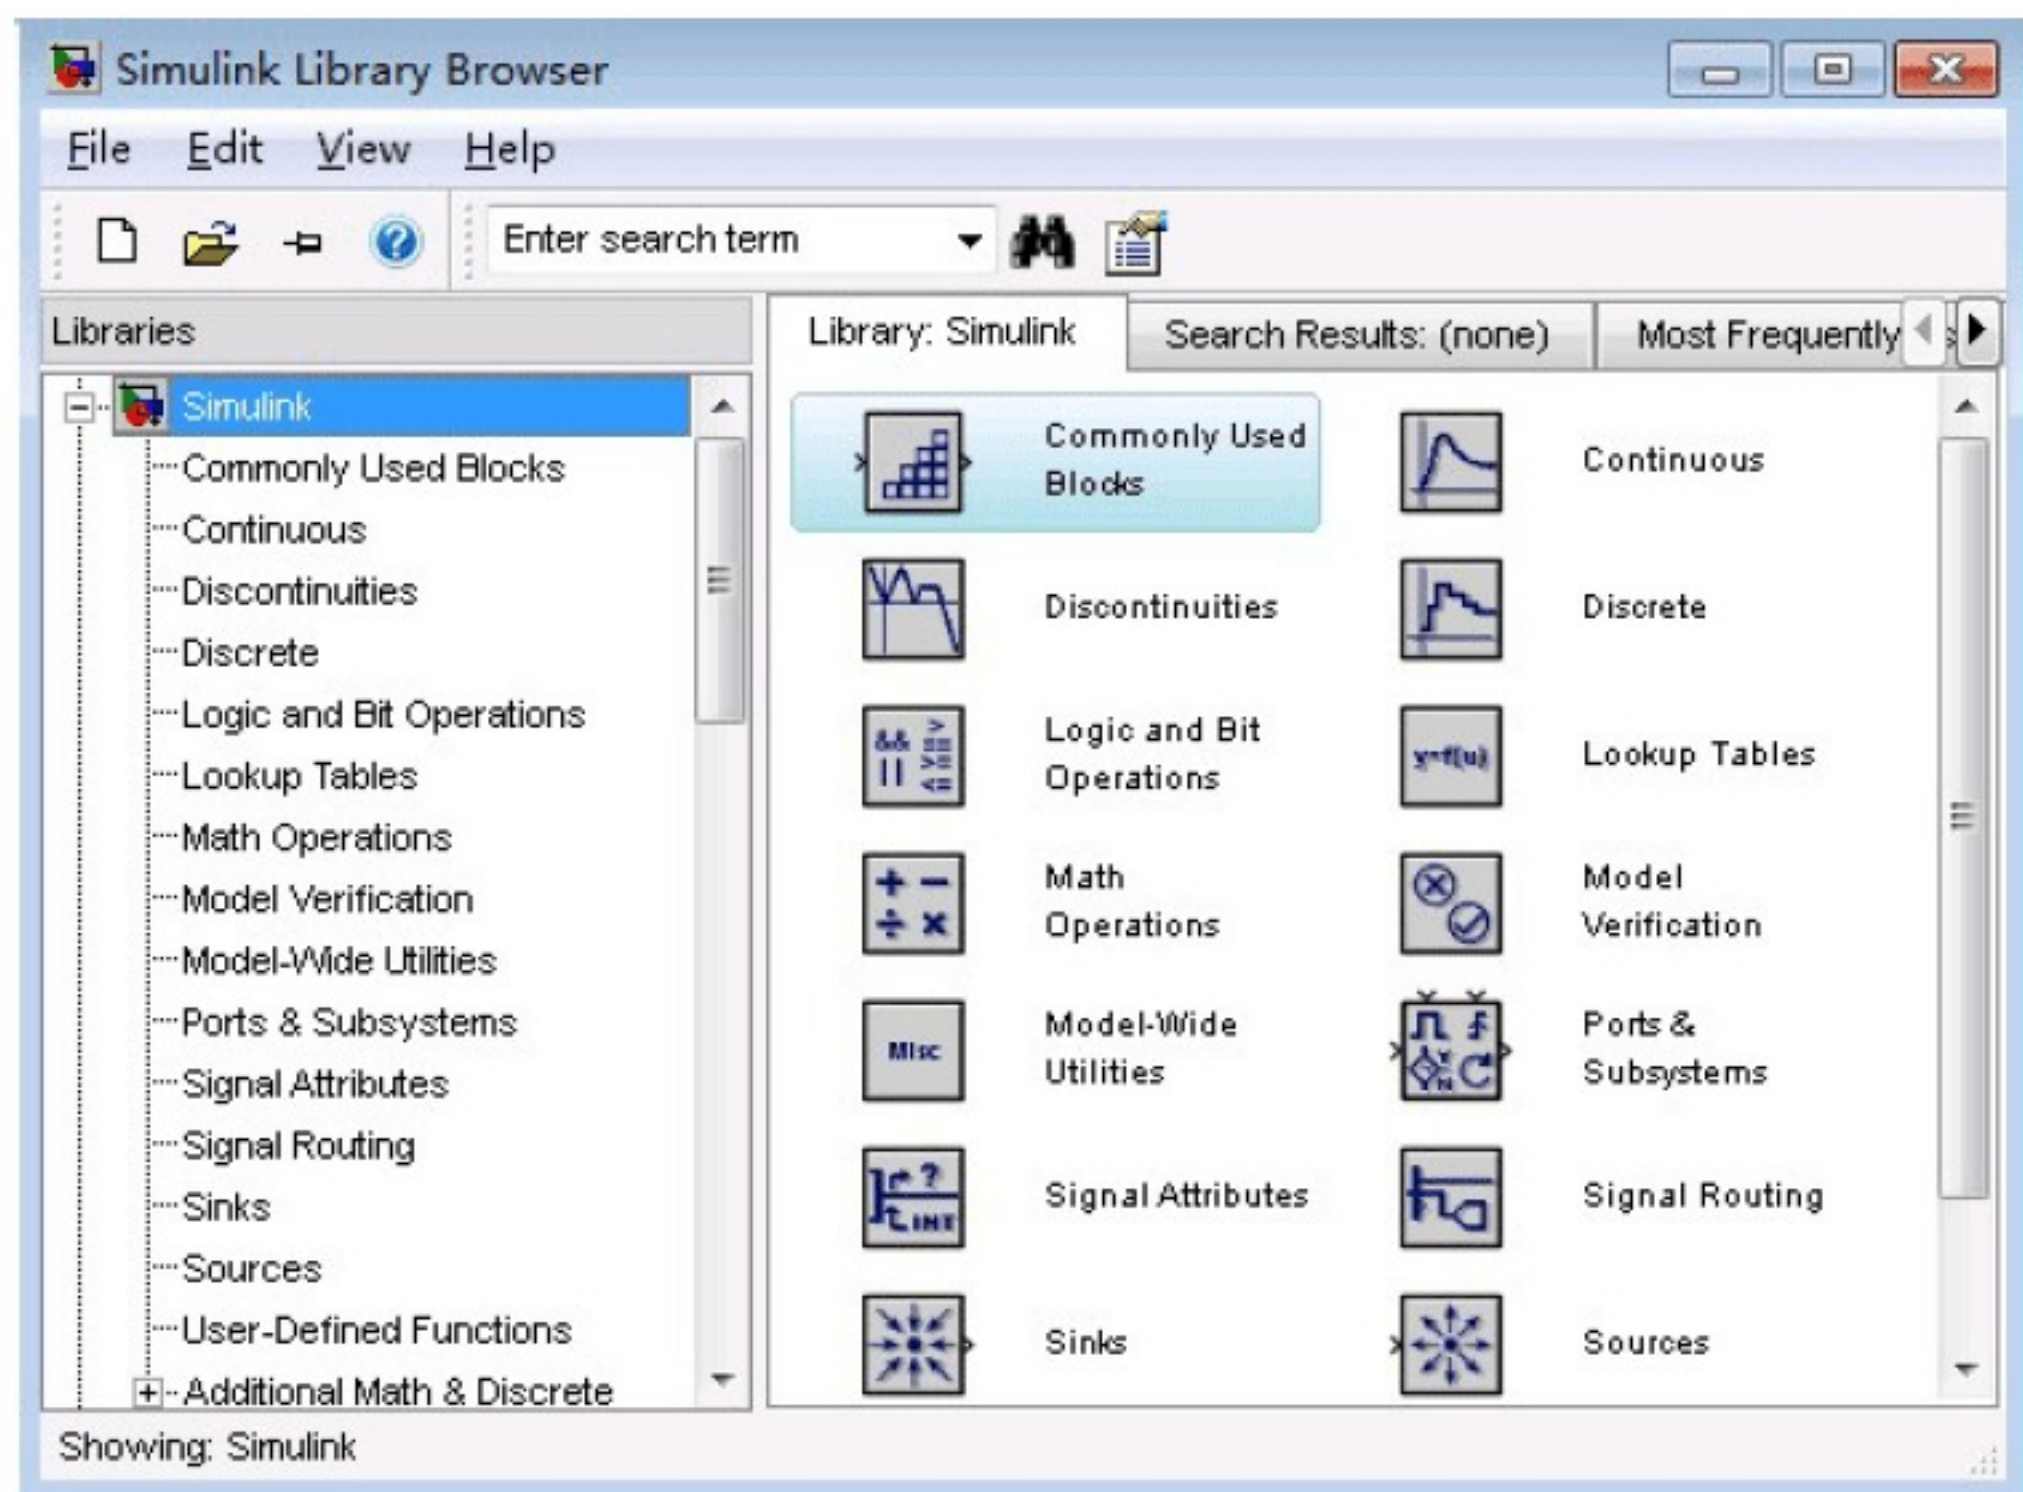 Simulink Library Browser
File Edit View Help
Enter search term
Libraries
Library: Simulink
Search Results: (none)
Most Frequently
Simulink
Commonly Used Blocks
Continuous
Discontinuities
Discrete
Logic and Bit Operations
Lookup Tables
Math Operations
Model Verification
Model-Wide Utilities
Ports & Subsystems
Signal Attributes
Signal Routing
Sinks
Sources
User-Defined Functions
Additional Math & Discrete
Commonly Used
Blocks
Continuous
Discontinuities
Discrete
&& > ==
|| >= <=
Logic and Bit
Operations
y=f(u)
Lookup Tables
+ −
÷ ×
Math
Operations
Model
Verification
Misc
Model-Wide
Utilities
Ports &
Subsystems
?
INT
Signal Attributes
Signal Routing
Sinks
Sources
Showing: Simulink